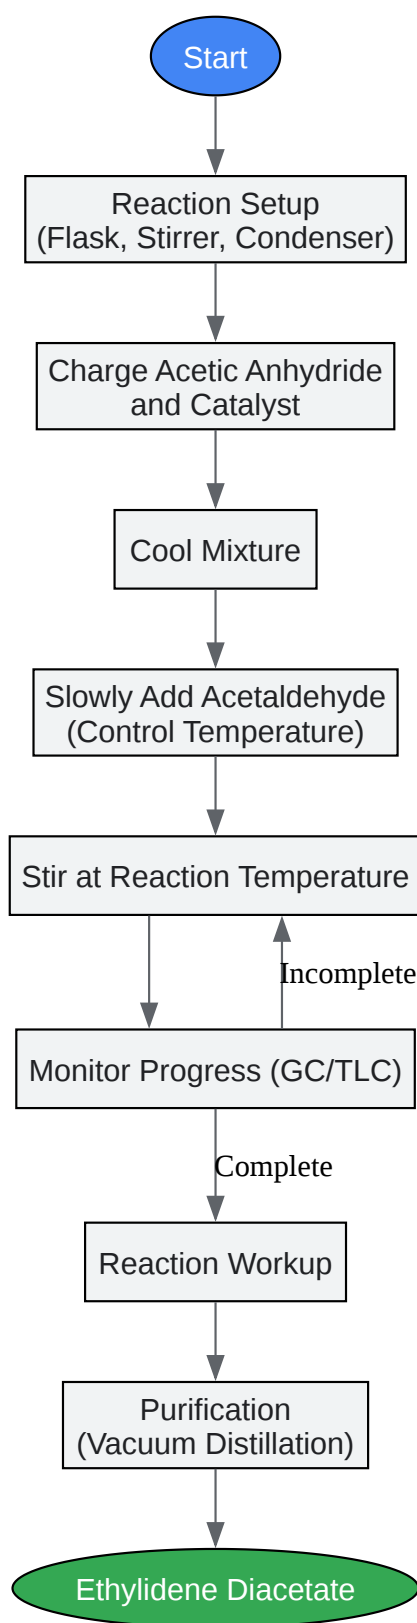 Start
Reaction Setup
(Flask, Stirrer, Condenser)
Charge Acetic Anhydride
and Catalyst
Cool Mixture
Slowly Add Acetaldehyde
(Control Temperature)
Stir at Reaction Temperature
Incomplete
Monitor Progress (GC/TLC)
Complete
Reaction Workup
Purification
(Vacuum Distillation)
Ethylidene Diacetate